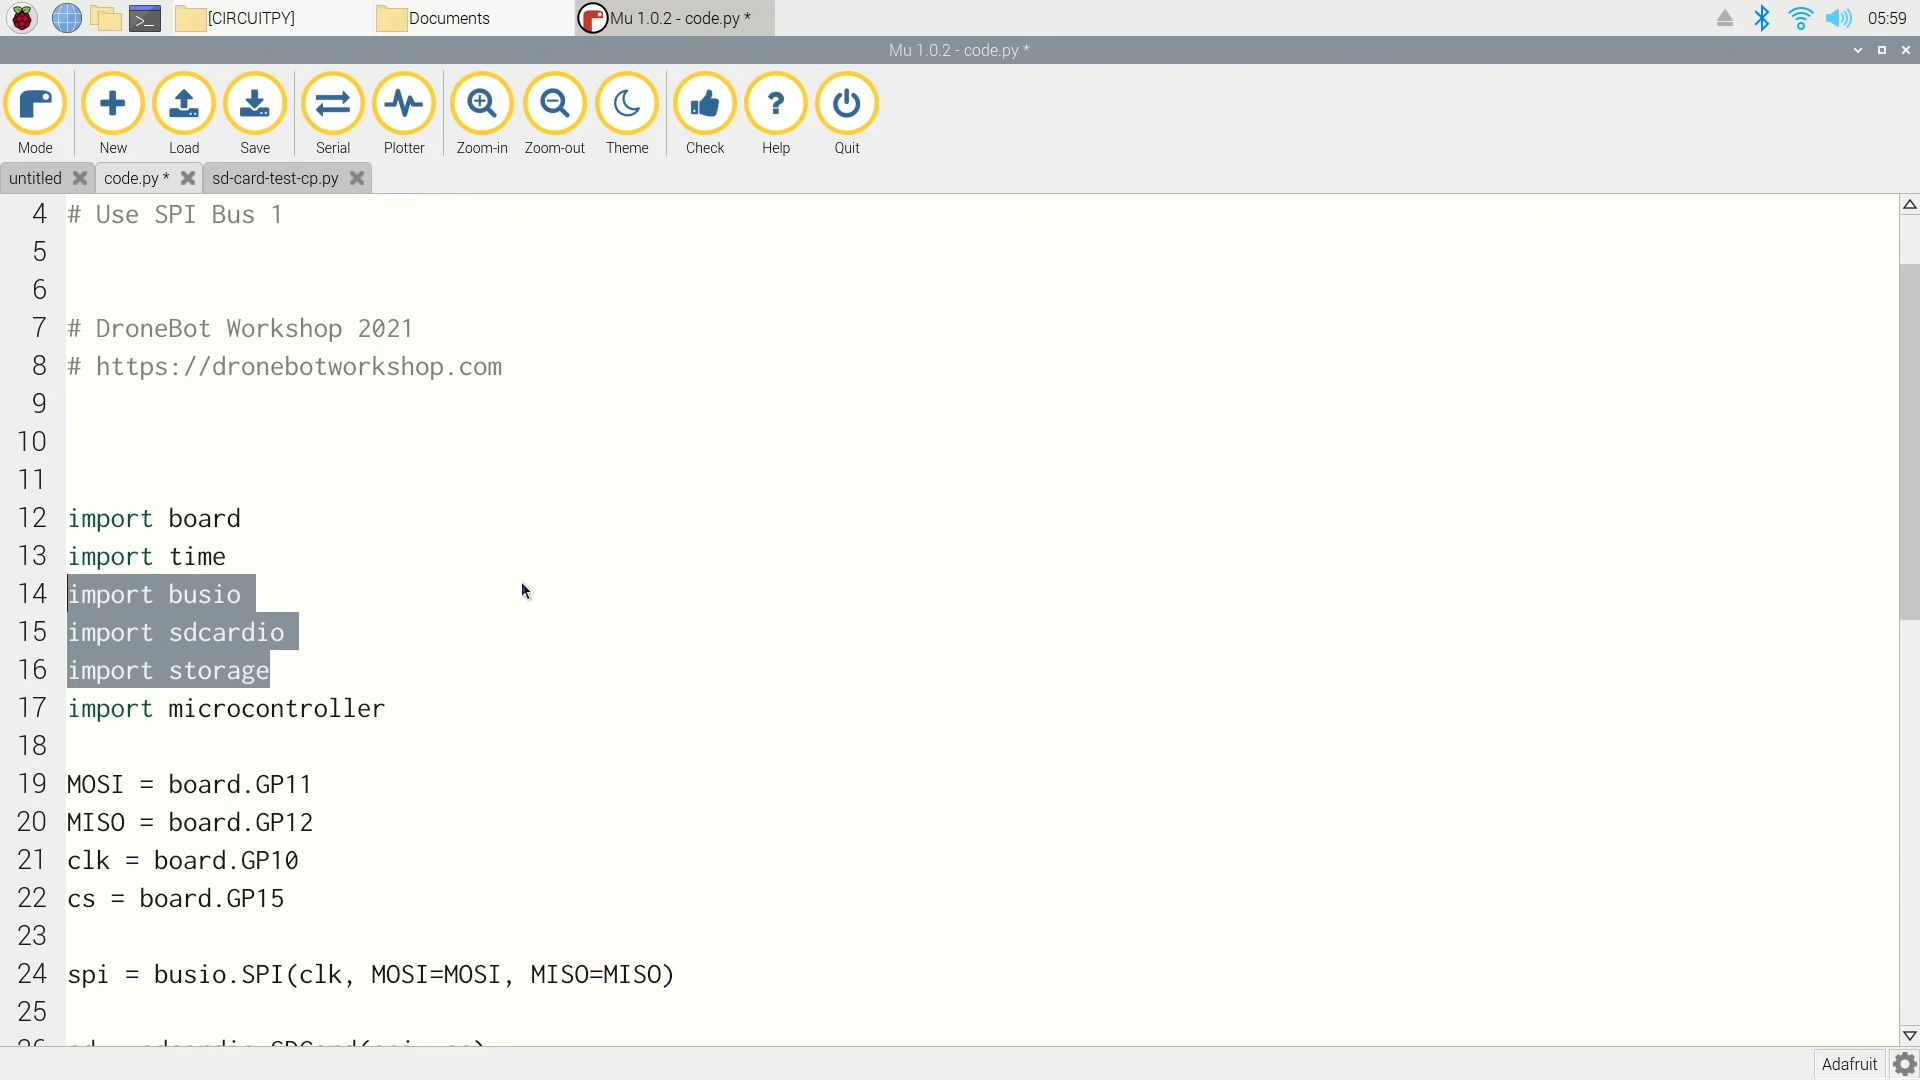 [CIRCUITPY] Documents Mu 1.0.2 - code.py * 05:59
Mu 1.0.2 - code.py *
Mode New Load Save Serial Plotter Zoom-in Zoom-out Theme Check Help Quit
untitled code.py * sd-card-test-cp.py
4 # Use SPI Bus 1
5
6
7 # DroneBot Workshop 2021
8 # https://dronebotworkshop.com
9
10
11
12 import board
13 import time
14 import busio
15 import sdcardio
16 import storage
17 import microcontroller
18
19 MOSI = board.GP11
20 MISO = board.GP12
21 clk = board.GP10
22 cs = board.GP15
23
24 spi = busio.SPI(clk, MOSI=MOSI, MISO=MISO)
25
Adafruit